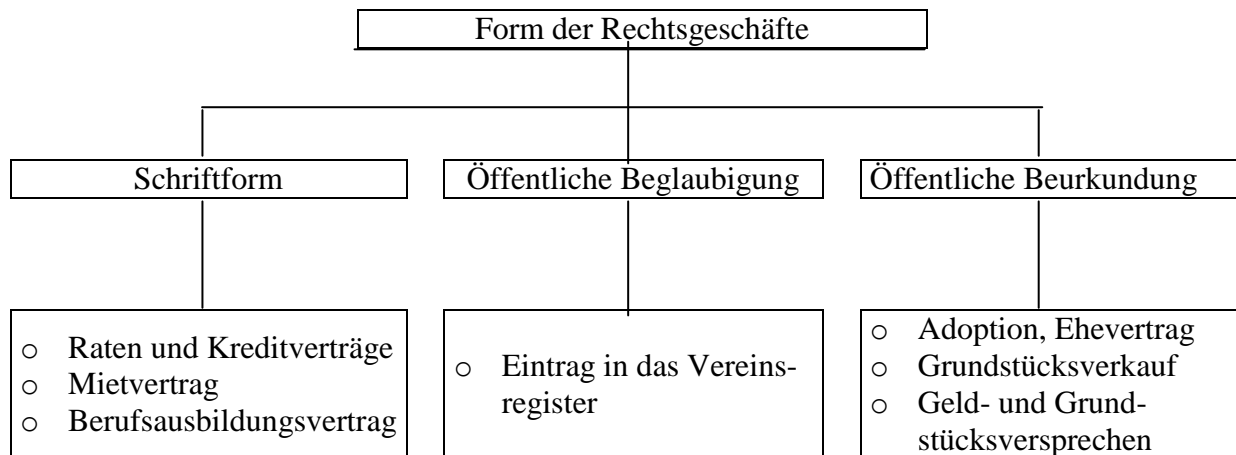 Form der Rechtsgeschäfte
Schriftform
Öffentliche Beglaubigung
Öffentliche Beurkundung
o Raten und Kreditverträge
o Mietvertrag
o Berufsausbildungsvertrag
o Eintrag in das Vereins-
register
o Adoption, Ehevertrag
o Grundstücksverkauf
o Geld- und Grund-
stücksversprechen